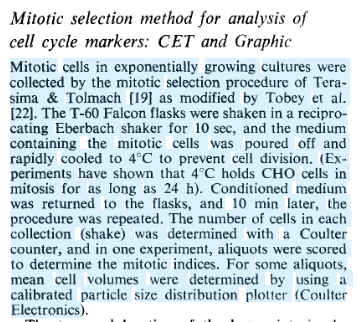 Mitotic selection method for analysis of
cell cycle markers: CET and Graphic
Mitotic cells in exponentially growing cultures were
collected by the mitotic selection procedure of Tera-
sima & Tolmach [19] as modified by Tobey et al.
[22]. The T-60 Falcon flasks were shaken in a recipro-
cating Eberbach shaker for 10 sec, and the medium
containing the mitotic cells was poured off and
rapidly cooled to 4°C to prevent cell division. (Ex-
periments have shown that 4°C holds CHO cells in
mitosis for as long as 24 h). Conditioned medium
was returned to the flasks, and 10 min later, the
procedure was repeated. The number of cells in each
collection (shake) was determined with a Coulter
counter, and in one experiment, aliquots were scored
to determine the mitotic indices. For some aliquots,
mean cell volumes were determined by using a
calibrated particle size distribution plotter (Coulter
Electronics).